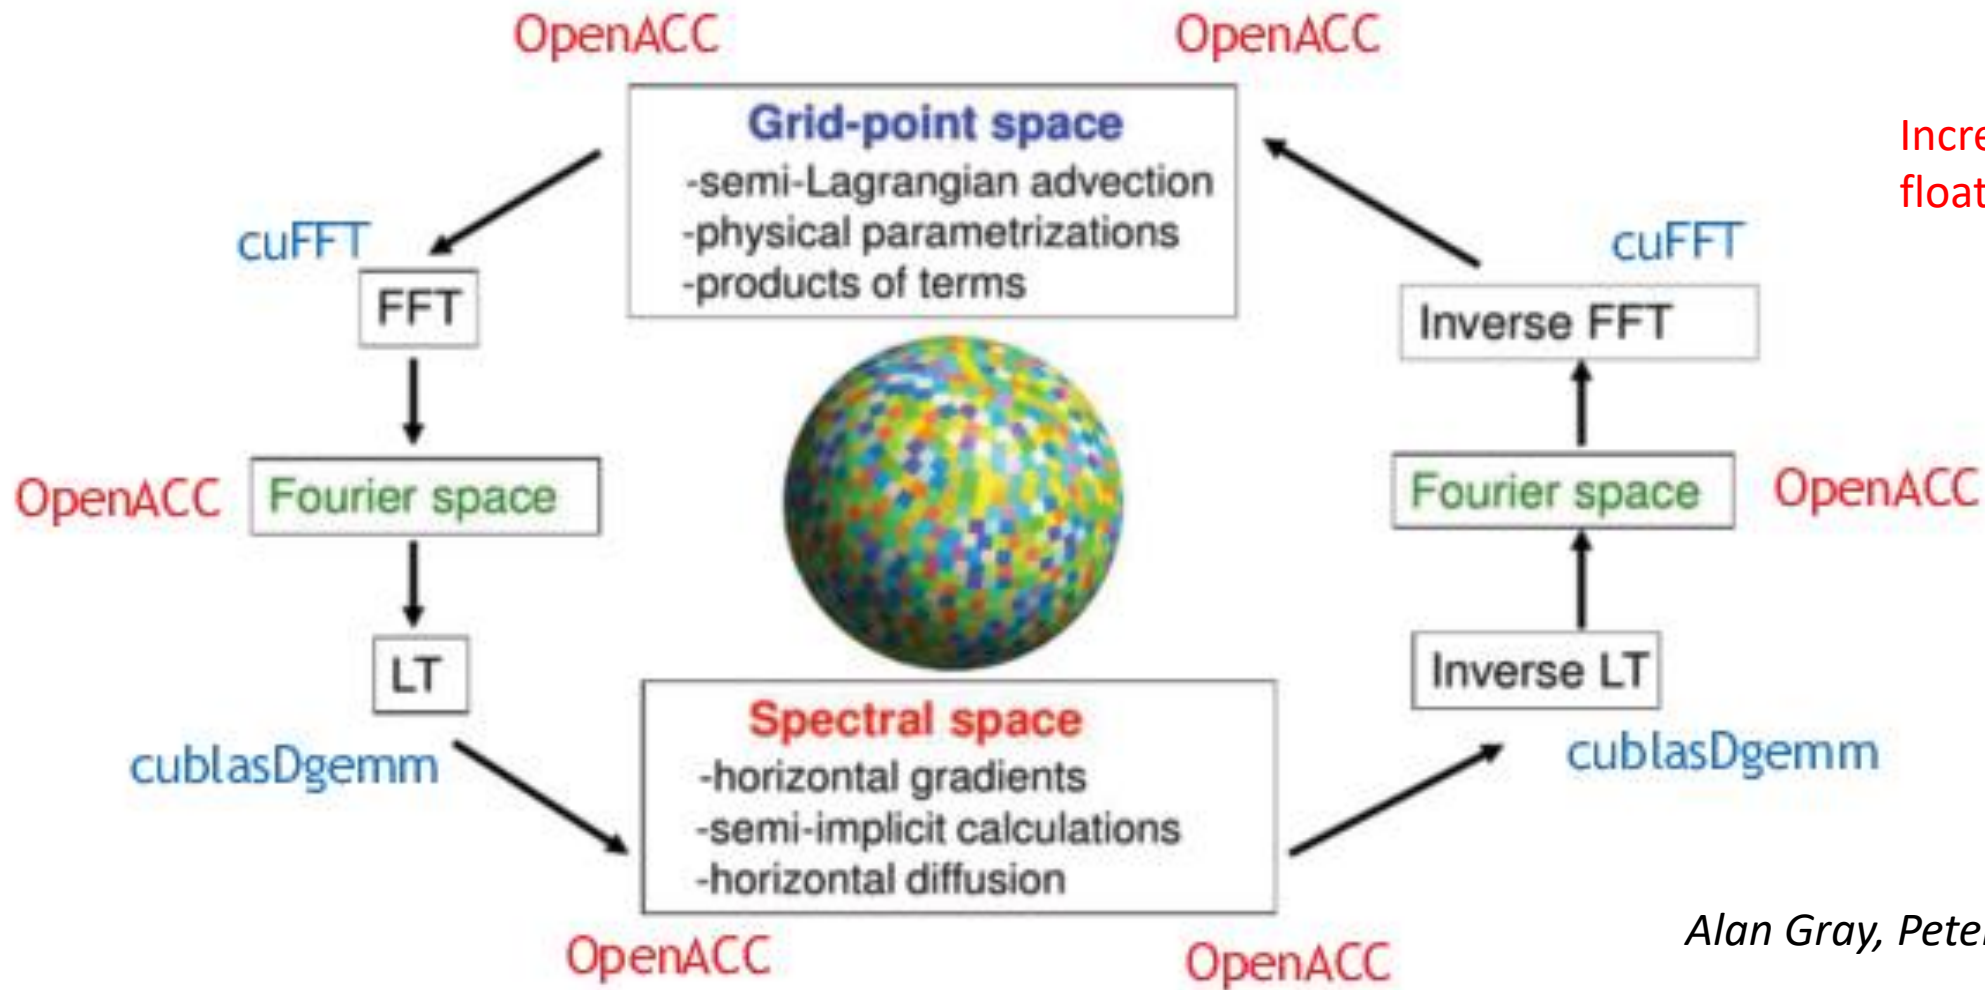 OpenACC
OpenACC
Grid-point space
-semi-Lagrangian advection
-physical parametrizations
-products of terms
cuFFT
FFT
Fourier space
OpenACC
LT
cublasDgemm
Spectral space
-horizontal gradients
-semi-implicit calculations
-horizontal diffusion
OpenACC
OpenACC
cublasDgemm
Inverse LT
Fourier space
OpenACC
Inverse FFT
cuFFT
Alan Gray,